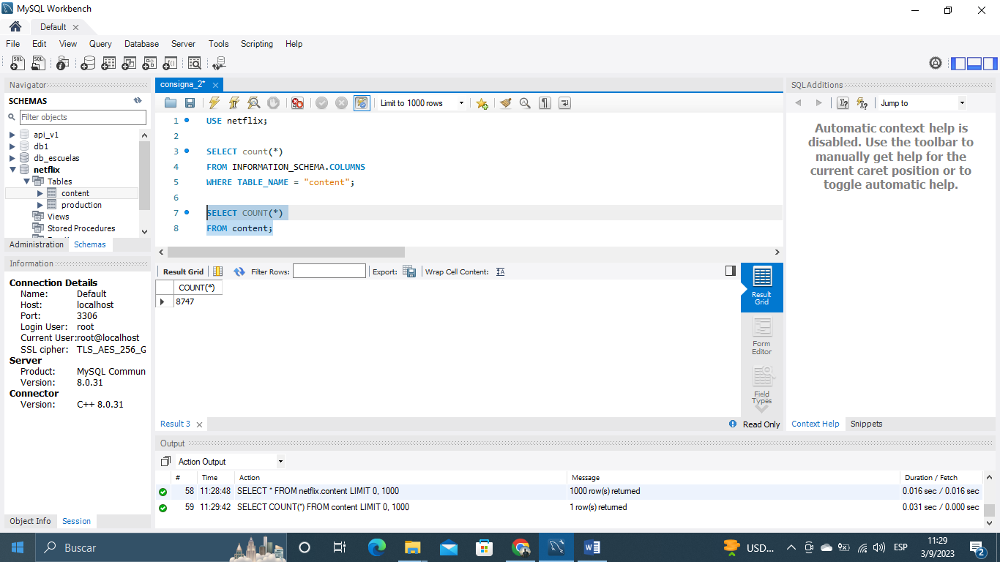 MySQL Workbench
Default
File Edit View Query Database Server Tools Scripting Help
Navigator
SCHEMAS
Filter objects
api_v1
db1
db_escuelas
netflix
Tables
content
production
Views
Stored Procedures
Administration Schemas
Information
Connection Details
Name: Default
Host: localhost
Port: 3306
Login User: root
Current User:root@localhost
SSL cipher: TLS_AES_256_G
Server
Product: MySQL Commun
Version: 8.0.31
Connector
Version: C++ 8.0.31
Object Info Session
consigna_2*
Limit to 1000 rows
1 USE netflix;
2
3 SELECT count(*)
4 FROM INFORMATION_SCHEMA.COLUMNS
5 WHERE TABLE_NAME = "content";
6
7 SELECT COUNT(*)
8 FROM content;
Result Grid Filter Rows: Export: Wrap Cell Content:
COUNT(*)
8747
Result
Grid
Form
Editor
Field
Types
Result 3 Read Only
SQLAdditions
Jump to
Automatic context help is
disabled. Use the toolbar to
manually get help for the
current caret position or to
toggle automatic help.
Context Help Snippets
Output
Action Output
# Time Action Message Duration / Fetch
58 11:28:48 SELECT * FROM netflix.content LIMIT 0, 1000 1000 row(s) returned 0.016 sec / 0.016 sec
59 11:29:42 SELECT COUNT(*) FROM content LIMIT 0, 1000 1 row(s) returned 0.031 sec / 0.000 sec
Buscar
USD...
ESP
11:29
3/9/2023
2